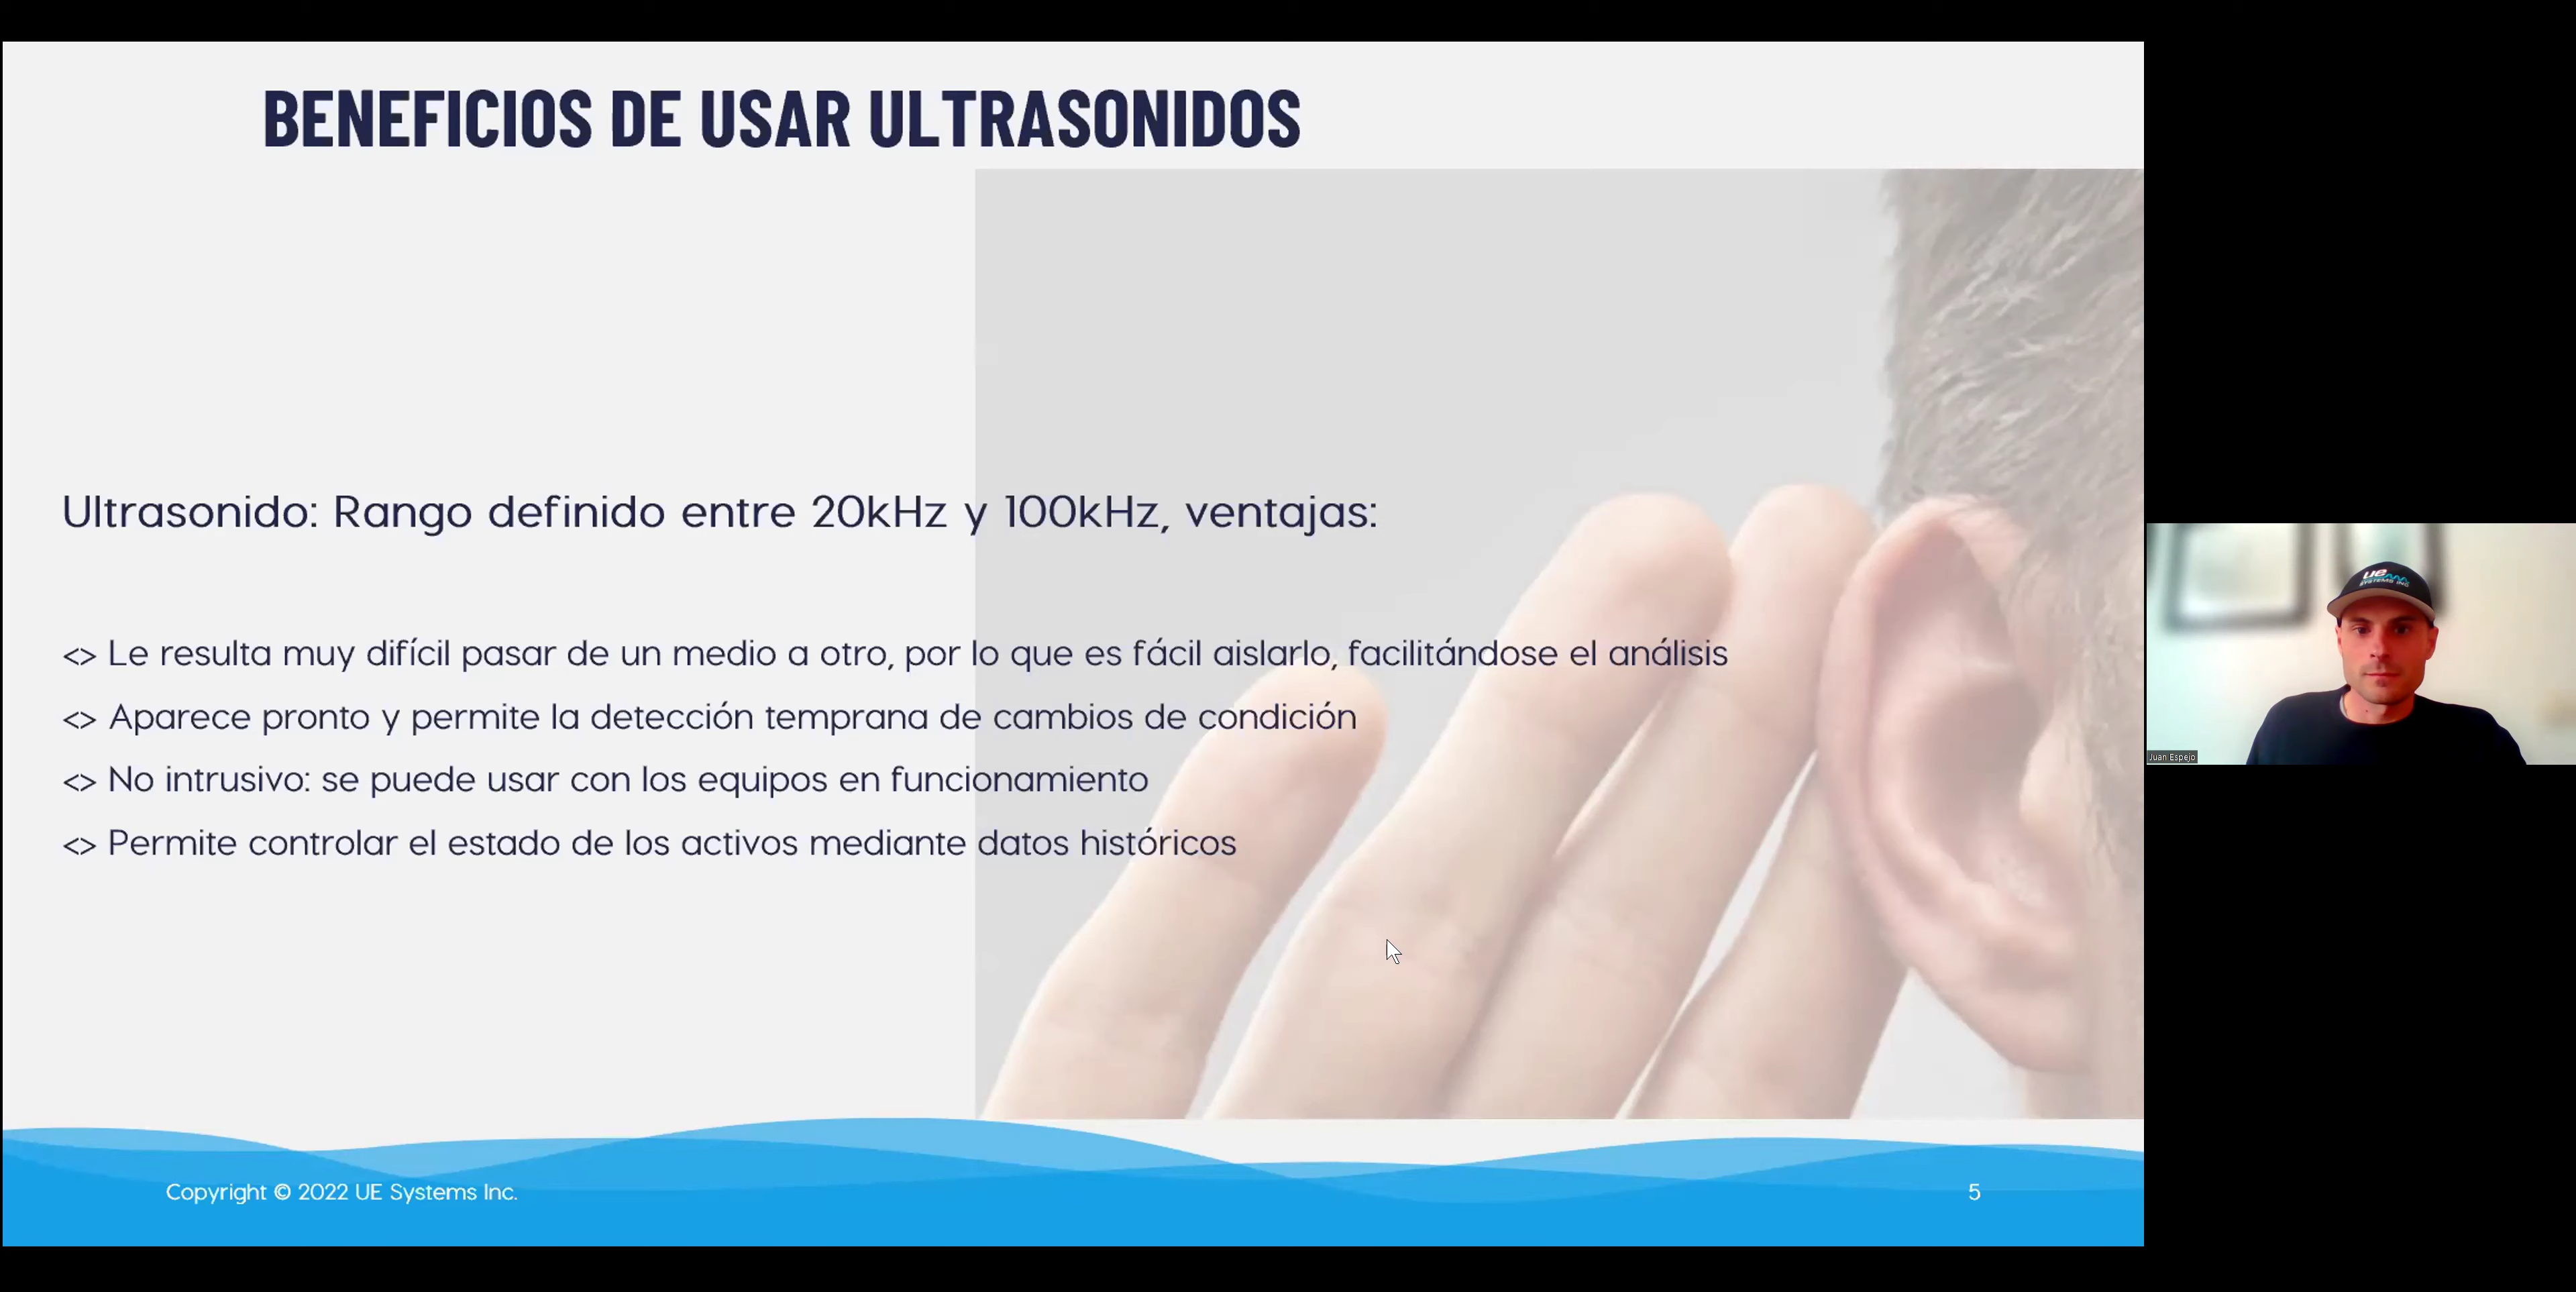 BENEFICIOS DE USAR ULTRASONIDOS
Ultrasonido: Rango definido entre 20kHz y 100kHz, ventajas:
<> Le resulta muy difícil pasar de un medio a otro, por lo que es fácil aislarlo, facilitándose el análisis
<> Aparece pronto y permite la detección temprana de cambios de condición
<> No intrusivo: se puede usar con los equipos en funcionamiento
<> Permite controlar el estado de los activos mediante datos históricos
Copyright © 2022 UE Systems Inc.
5
UE
SYSTEMS INC
Juan Espejo